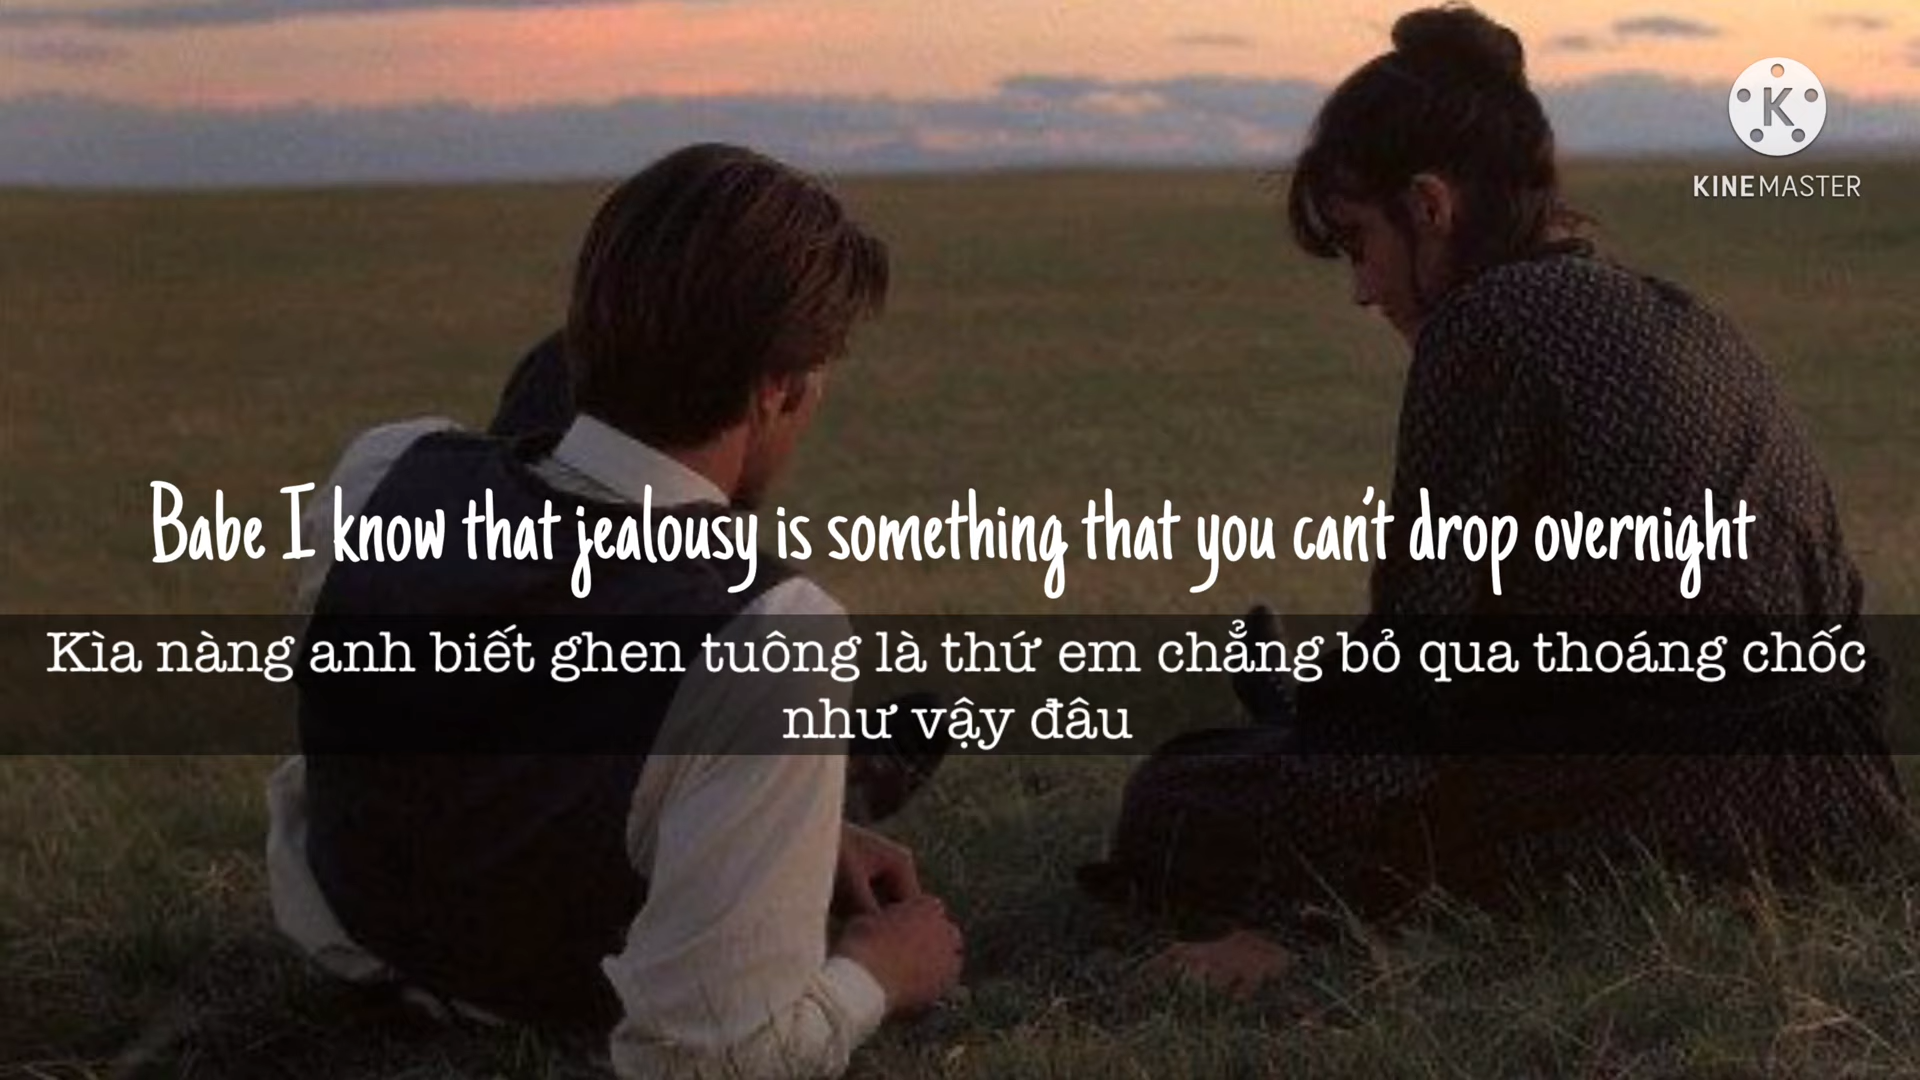 KINEMASTER
Babe I know that jealousy is something that you can't drop overnight
Kìa nàng anh biết ghen tuông là thứ em chẳng bỏ qua thoáng chốc
như vậy đâu